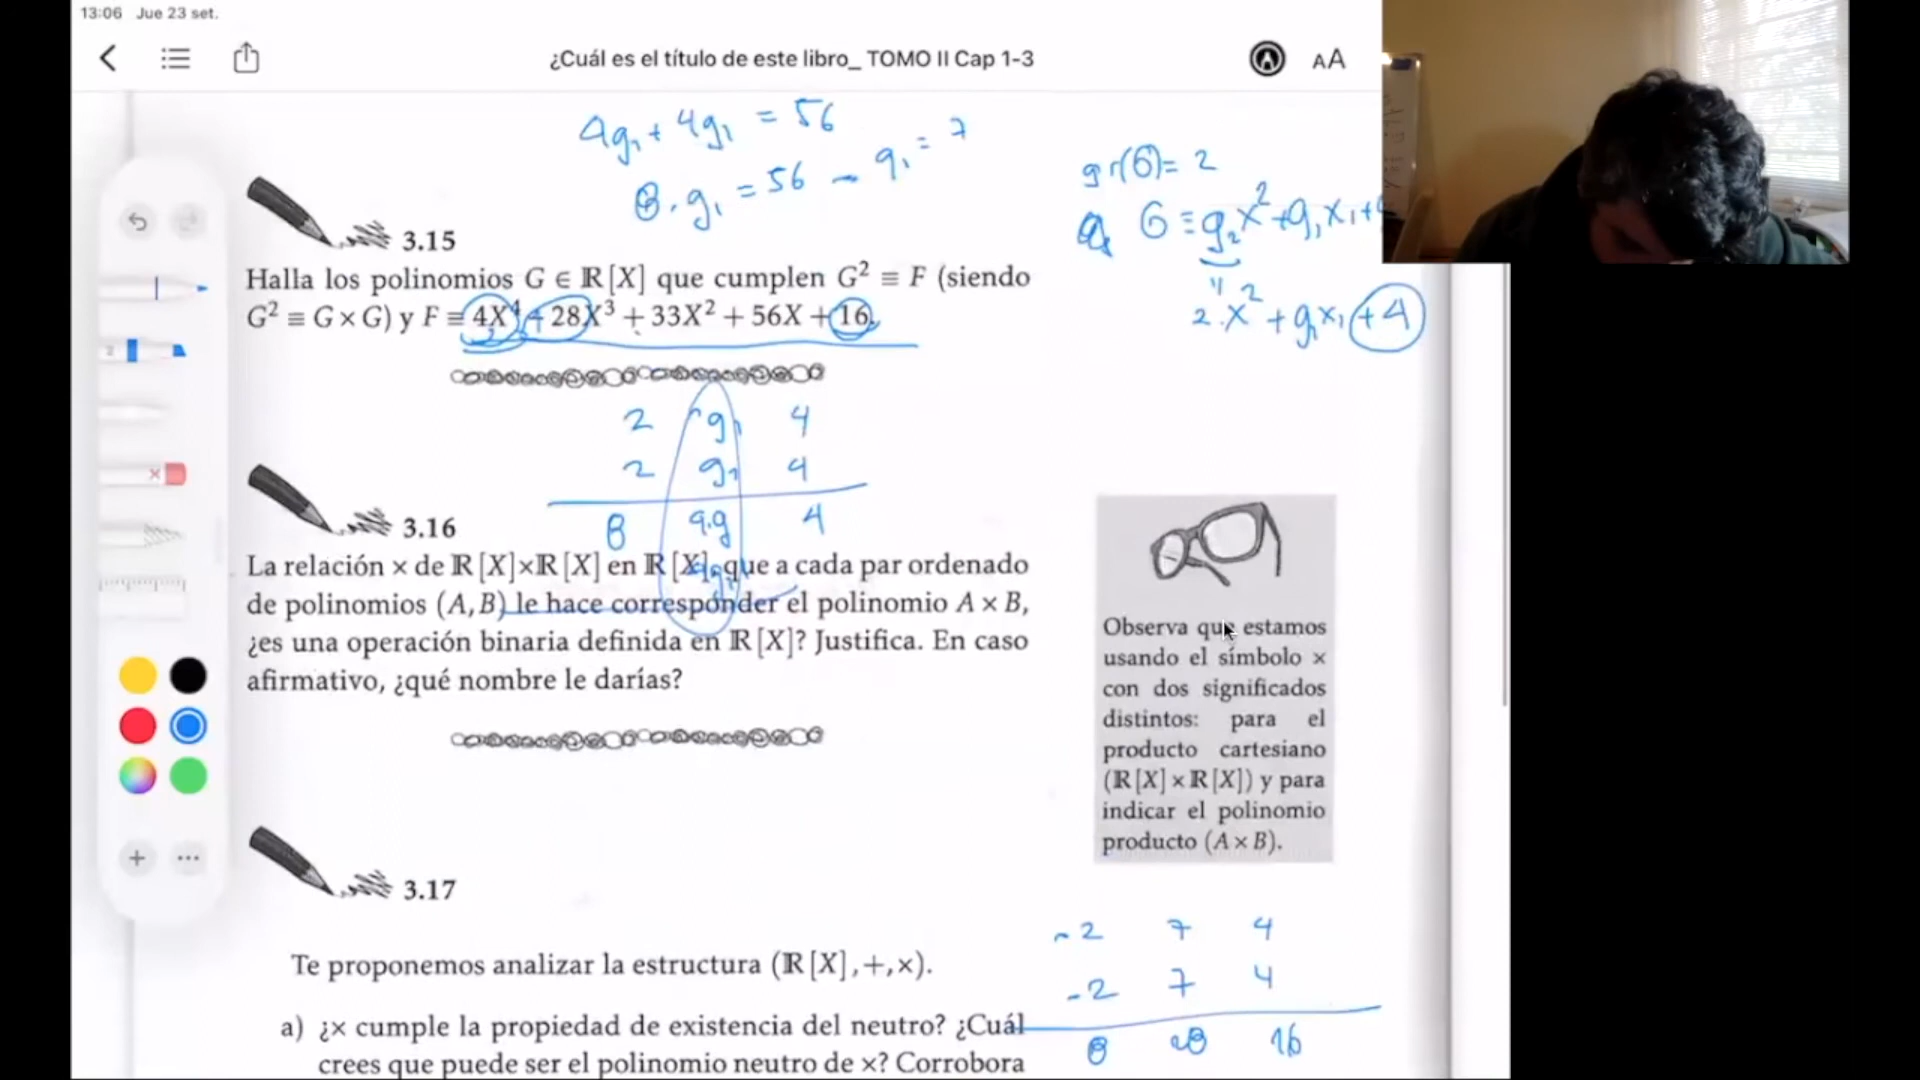 13:06 Jue 23 set.
¿Cuál es el título de este libro_ TOMO II Cap 1-3
AA
4g₁ + 4g₁ = 56
8·g₁ = 56 – g₁ = 7
gr(G) = 2
G ≡ g₂x²+g₁x₁+
2·x² + g₁x₁ +4
3.15
Halla los polinomios G ∈ ℝ[X] que cumplen G² ≡ F (siendo
G² ≡ G × G) y F ≡ 4X⁴ + 28X³ + 33X² + 56X + 16.
2 g₁ 4
2 g₁ 4
8 g·g 4
3.16
La relación × de ℝ[X]×ℝ[X] en ℝ[X], que a cada par ordenado
de polinomios (A, B) le hace corresponder el polinomio A × B,
¿es una operación binaria definida en ℝ[X]? Justifica. En caso
afirmativo, ¿qué nombre le darías?
Observa que estamos
usando el símbolo ×
con dos significados
distintos: para el
producto cartesiano
(ℝ[X]×ℝ[X]) y para
indicar el polinomio
producto (A × B).
3.17
Te proponemos analizar la estructura (ℝ[X],+,×).
-2 7 4
-2 7 4
8 28 16
a) ¿× cumple la propiedad de existencia del neutro? ¿Cuál
crees que puede ser el polinomio neutro de ×? Corrobora